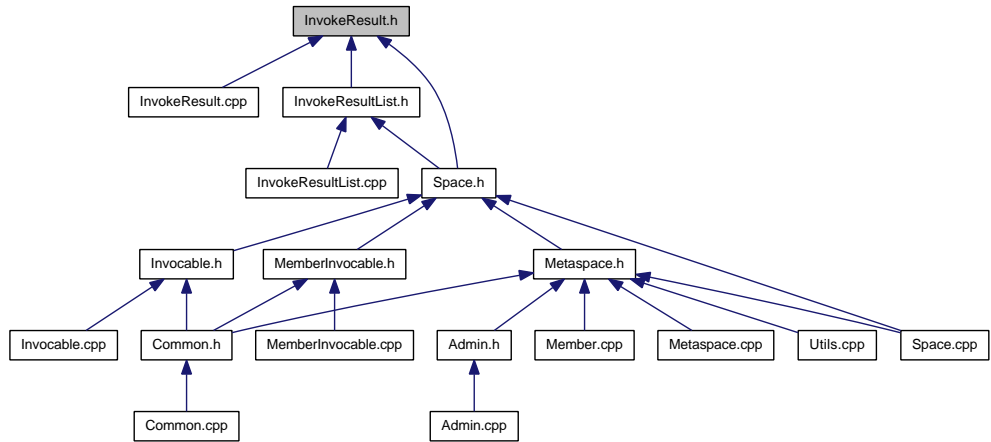 InvokeResult.h
InvokeResult.cpp
InvokeResultList.h
InvokeResultList.cpp
Space.h
Invocable.h
MemberInvocable.h
Metaspace.h
Invocable.cpp
Common.h
MemberInvocable.cpp
Admin.h
Member.cpp
Metaspace.cpp
Utils.cpp
Space.cpp
Common.cpp
Admin.cpp